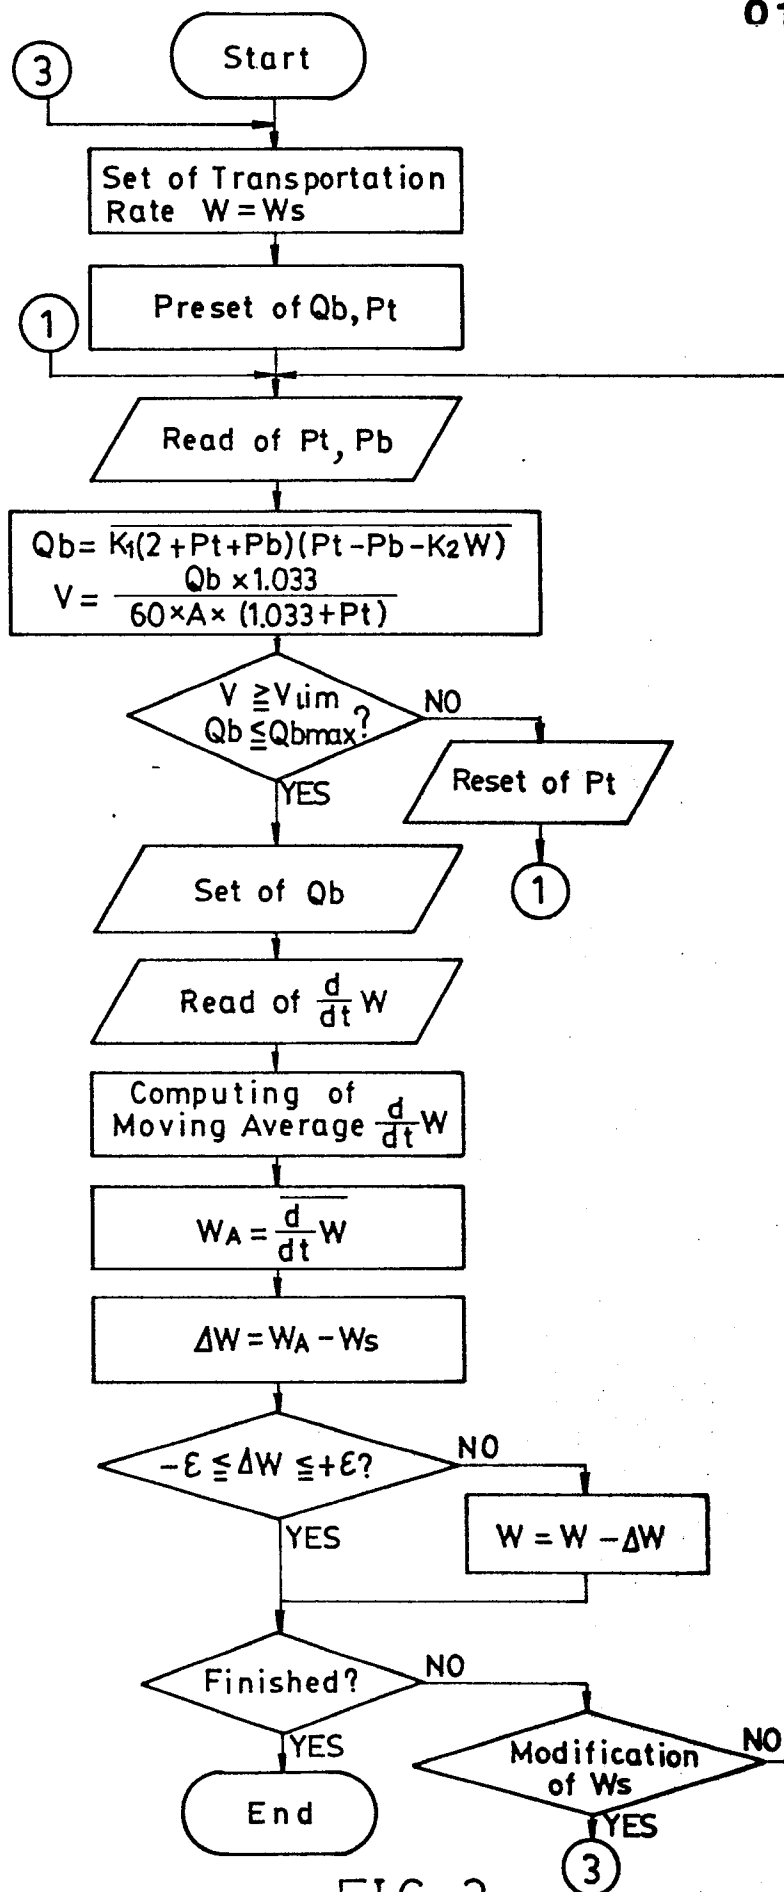 01
Start
3
Set of Transportation
Rate W=Ws
Preset of Qb, Pt
1
Read of Pt, Pb
Qb= K₁(2+Pt+Pb)(Pt-Pb-K₂W)
V= Qb×1.033
60×A×(1.033+Pt)
V ≧ Vlim
Qb ≦ Qbmax?
NO
YES
Reset of Pt
1
Set of Qb
Read of d/dt W
Computing of
Moving Average d/dt W
WA = d/dt W
ΔW = WA - Ws
-ε ≦ ΔW ≦ +ε?
NO
YES
W = W - ΔW
Finished?
NO
YES
Modification
of Ws
NO
YES
End
3